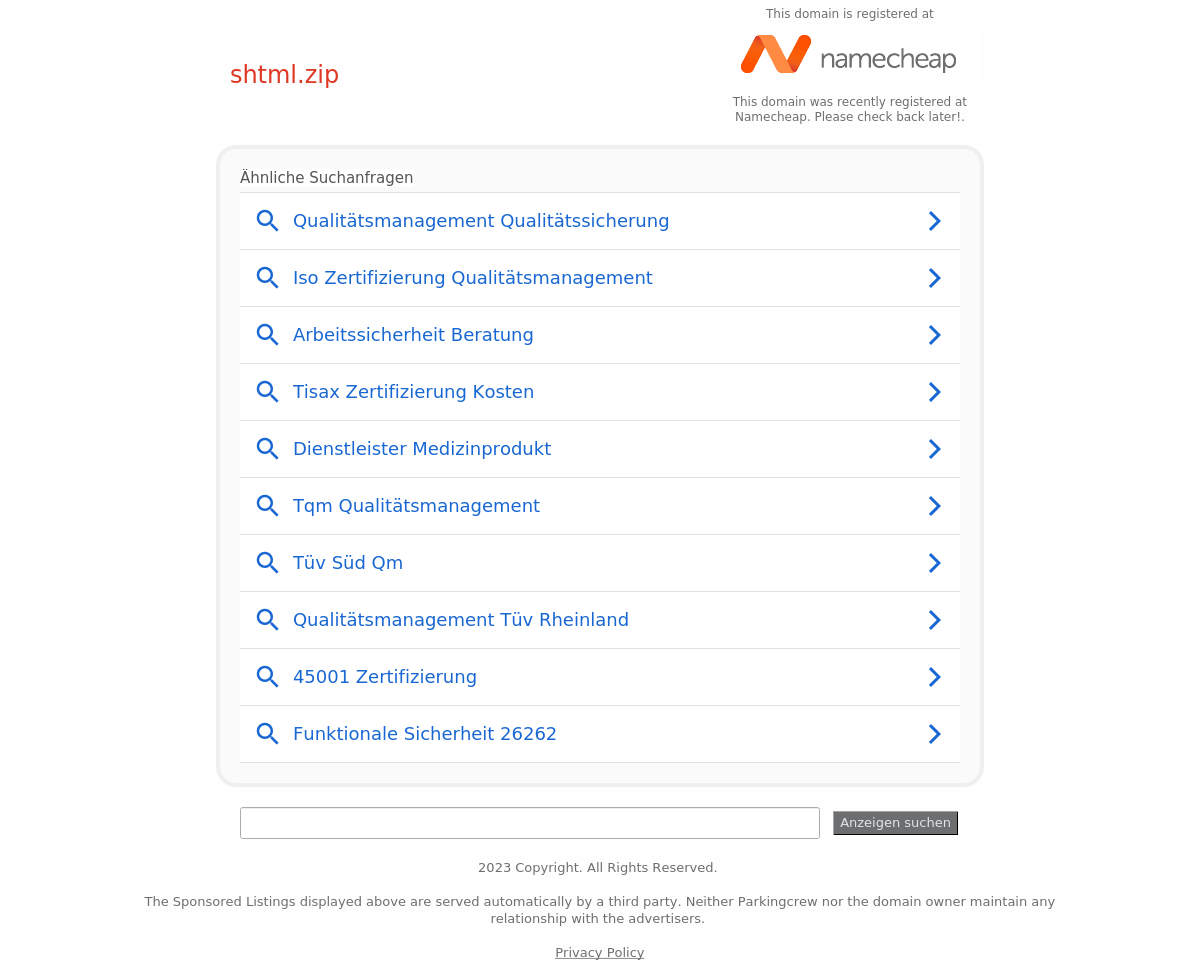 This domain is registered at
namecheap
shtml.zip
This domain was recently registered at
Namecheap. Please check back later!.
Ähnliche Suchanfragen
Qualitätsmanagement Qualitätssicherung
Iso Zertifizierung Qualitätsmanagement
Arbeitssicherheit Beratung
Tisax Zertifizierung Kosten
Dienstleister Medizinprodukt
Tqm Qualitätsmanagement
Tüv Süd Qm
Qualitätsmanagement Tüv Rheinland
45001 Zertifizierung
Funktionale Sicherheit 26262
Anzeigen suchen
2023 Copyright. All Rights Reserved.
The Sponsored Listings displayed above are served automatically by a third party. Neither Parkingcrew nor the domain owner maintain any
relationship with the advertisers.
Privacy Policy